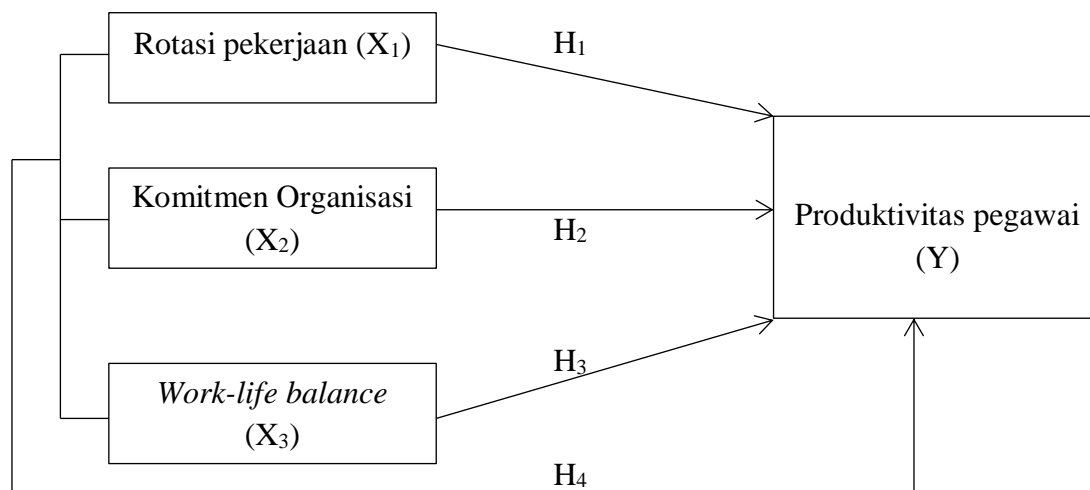 Rotasi pekerjaan (X₁)
H₁
Komitmen Organisasi
(X₂)
H₂
Produktivitas pegawai
(Y)
Work-life balance
(X₃)
H₃
H₄